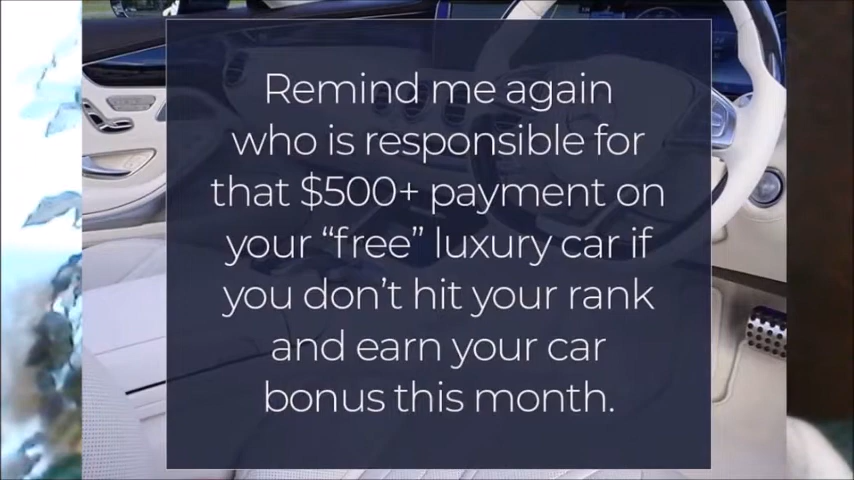 Remind me again
who is responsible for
that $500+ payment on
your “free” luxury car if
you don’t hit your rank
and earn your car
bonus this month.